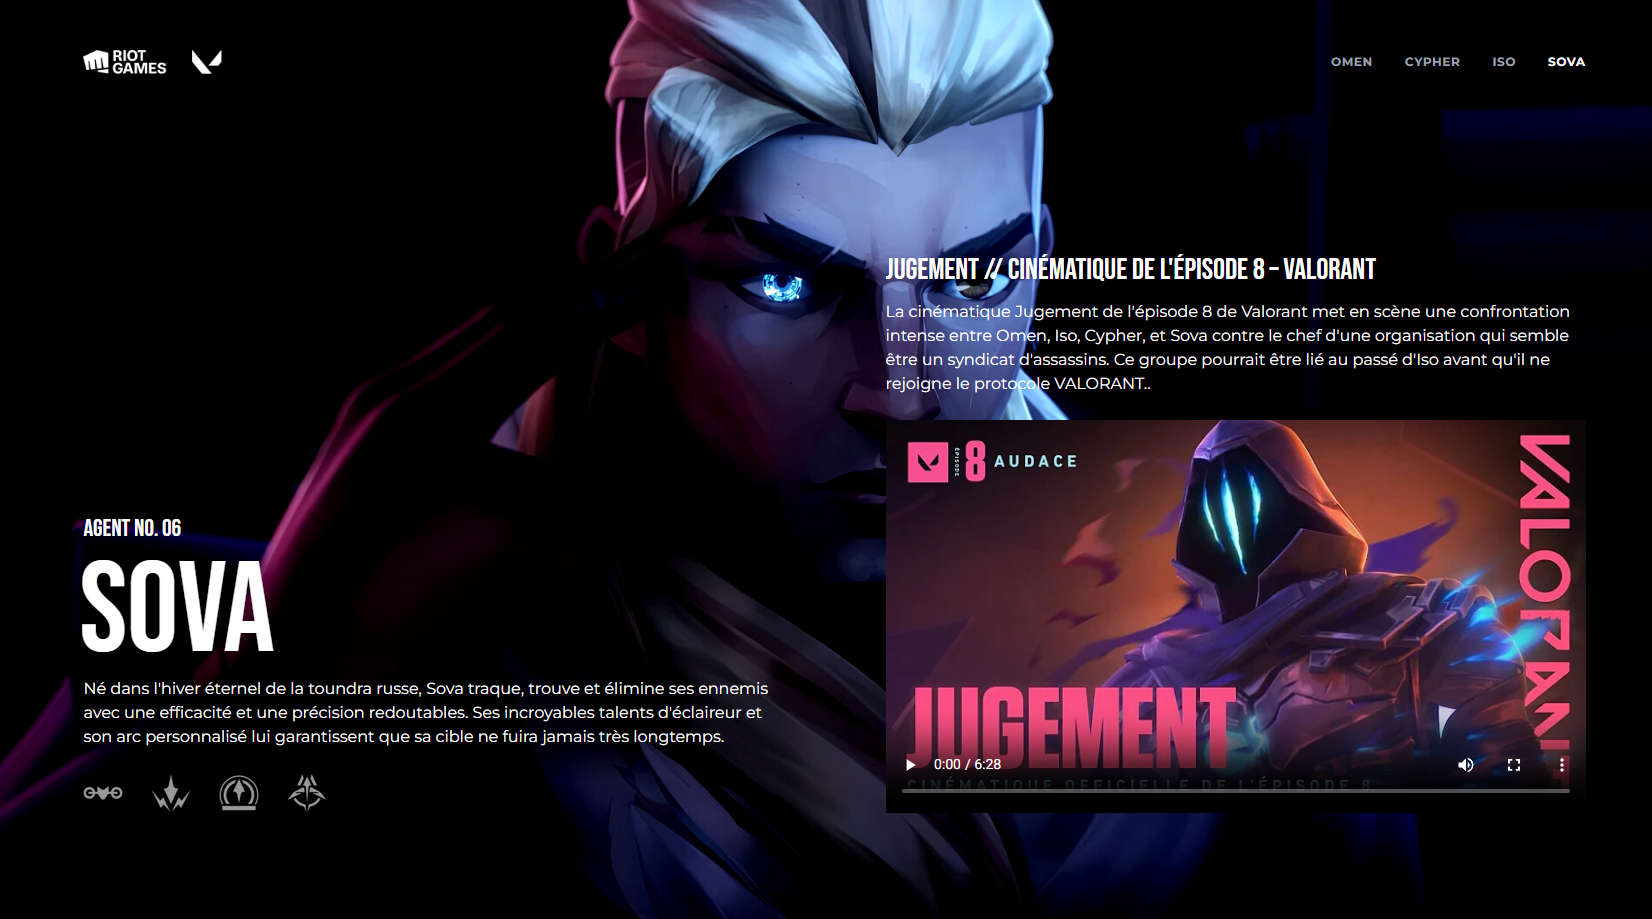 RIOT
GAMES
OMEN CYPHER ISO SOVA
JUGEMENT // CINÉMATIQUE DE L'ÉPISODE 8 – VALORANT
La cinématique Jugement de l'épisode 8 de Valorant met en scène une confrontation
intense entre Omen, Iso, Cypher, et Sova contre le chef d'une organisation qui semble
être un syndicat d'assassins. Ce groupe pourrait être lié au passé d'Iso avant qu'il ne
rejoigne le protocole VALORANT..
ÉPISODE 8 AUDACE
VALORANT
JUGEMENT
0:00 / 6:28
CINÉMATIQUE OFFICIELLE DE L'ÉPISODE 8
AGENT NO. 06
SOVA
Né dans l'hiver éternel de la toundra russe, Sova traque, trouve et élimine ses ennemis
avec une efficacité et une précision redoutables. Ses incroyables talents d'éclaireur et
son arc personnalisé lui garantissent que sa cible ne fuira jamais très longtemps.